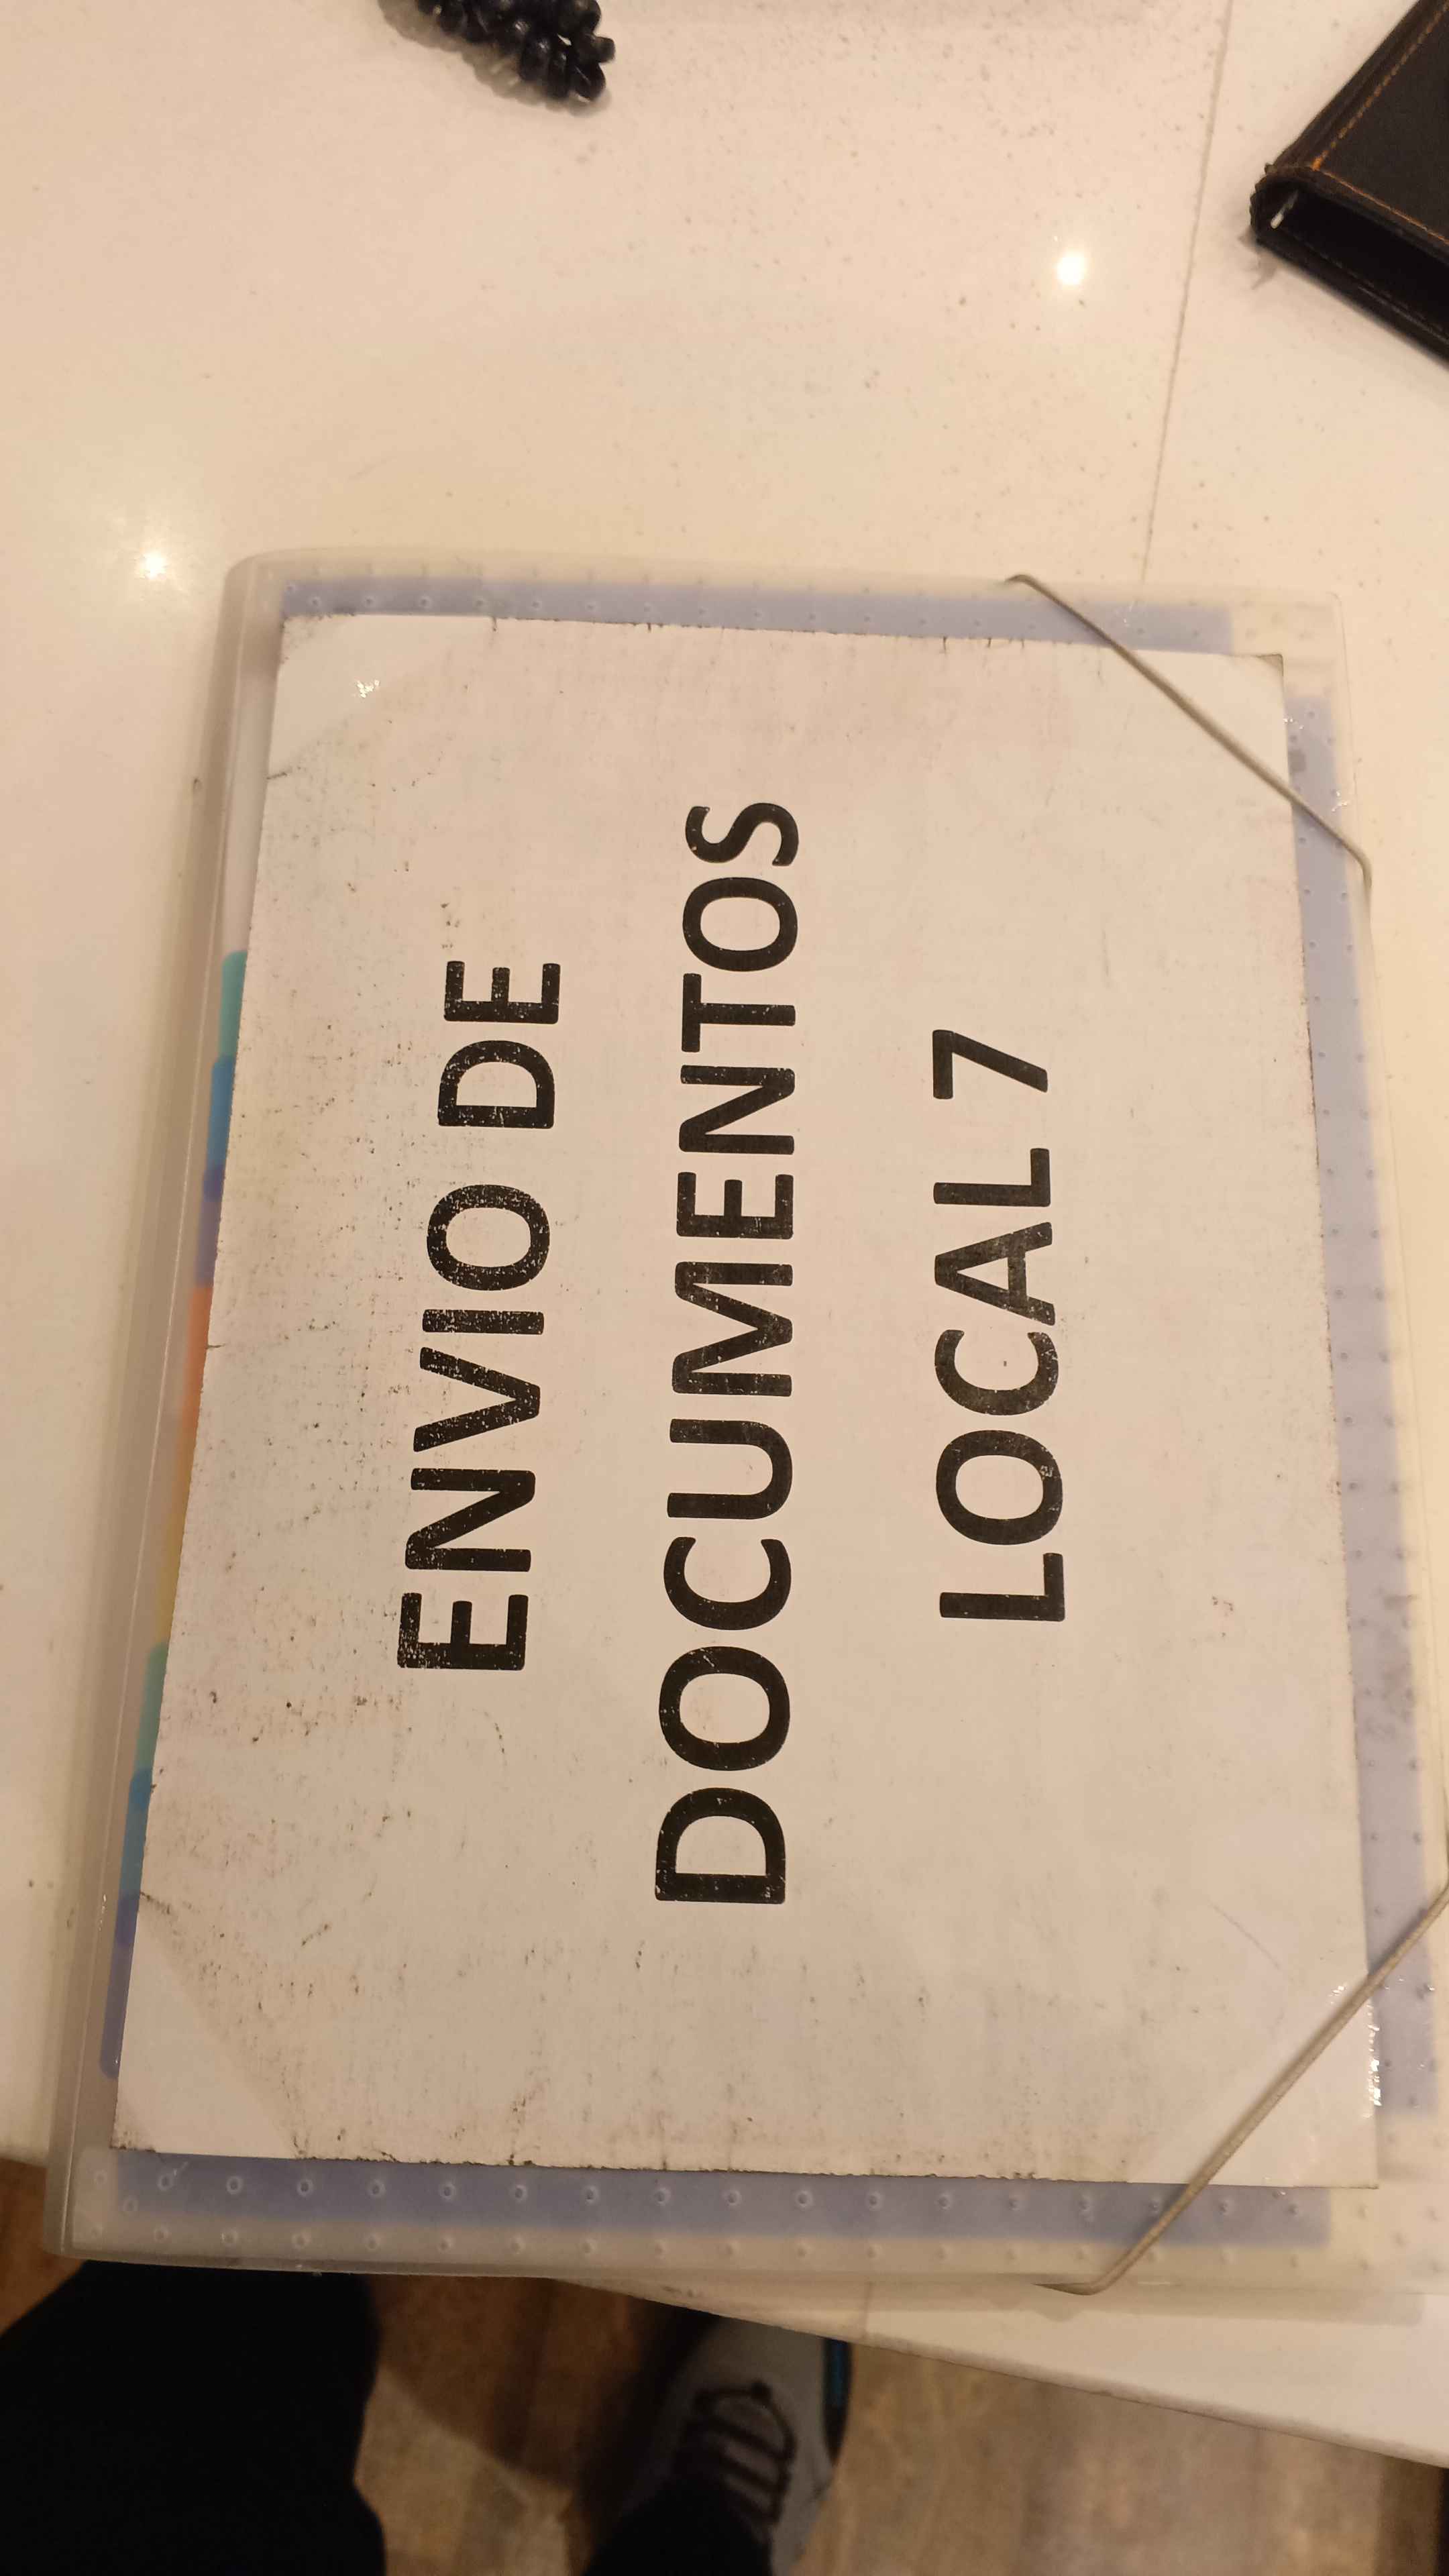 ENVIO DE
DOCUMENTOS
LOCAL 7